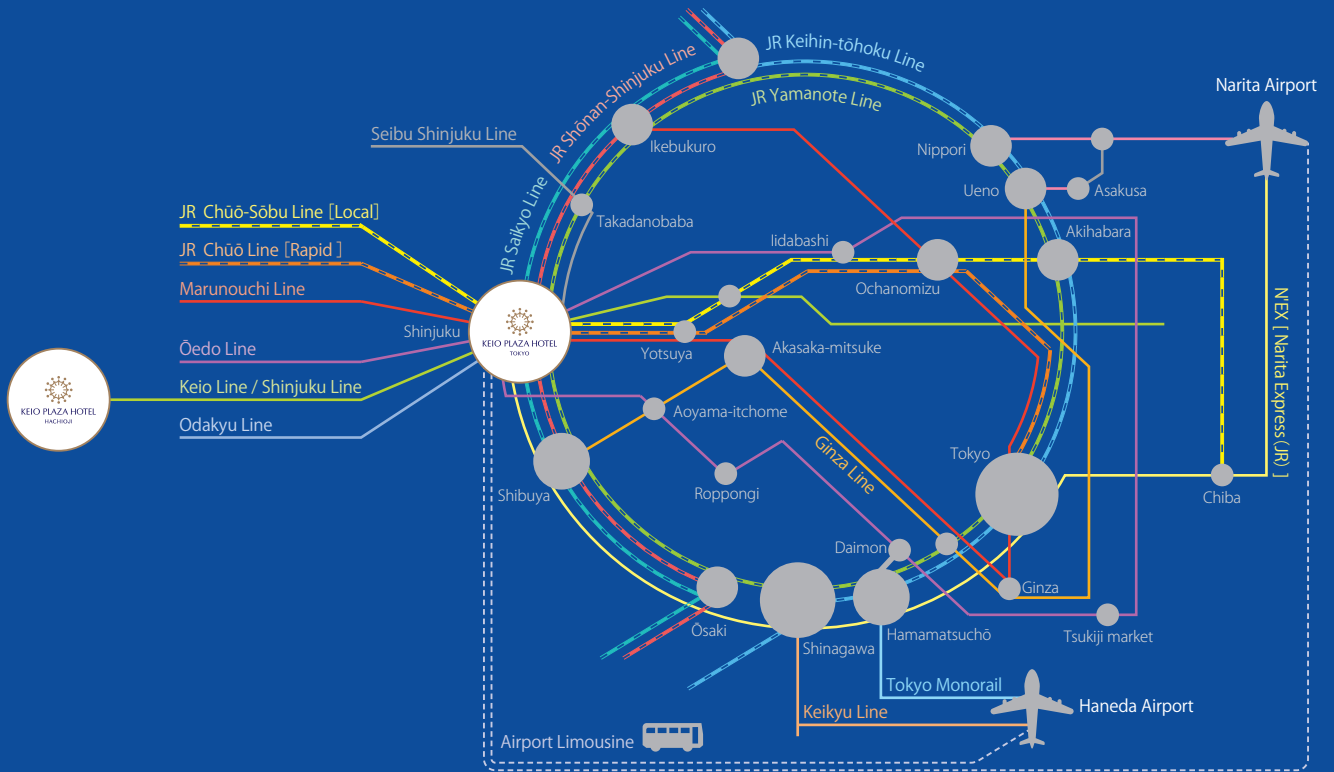 JR Keihin-tōhoku Line
JR Shōnan-Shinjuku Line
JR Yamanote Line
Narita Airport
Seibu Shinjuku Line
Ikebukuro
Nippori
Ueno
Asakusa
JR Saikyo Line
Takadanobaba
JR Chūō-Sōbu Line [Local]
Iidabashi
Akihabara
JR Chūō Line [Rapid ]
Ochanomizu
Marunouchi Line
N'EX [ Narita Express (JR) ]
Shinjuku
KEIO PLAZA HOTEL
TOKYO
Yotsuya
Akasaka-mitsuke
Ōedo Line
Keio Line / Shinjuku Line
KEIO PLAZA HOTEL
HACHIOJI
Odakyu Line
Aoyama-itchome
Ginza Line
Tokyo
Shibuya
Roppongi
Chiba
Daimon
Ginza
Ōsaki
Hamamatsuchō
Tsukiji market
Shinagawa
Tokyo Monorail
Keikyu Line
Haneda Airport
Airport Limousine